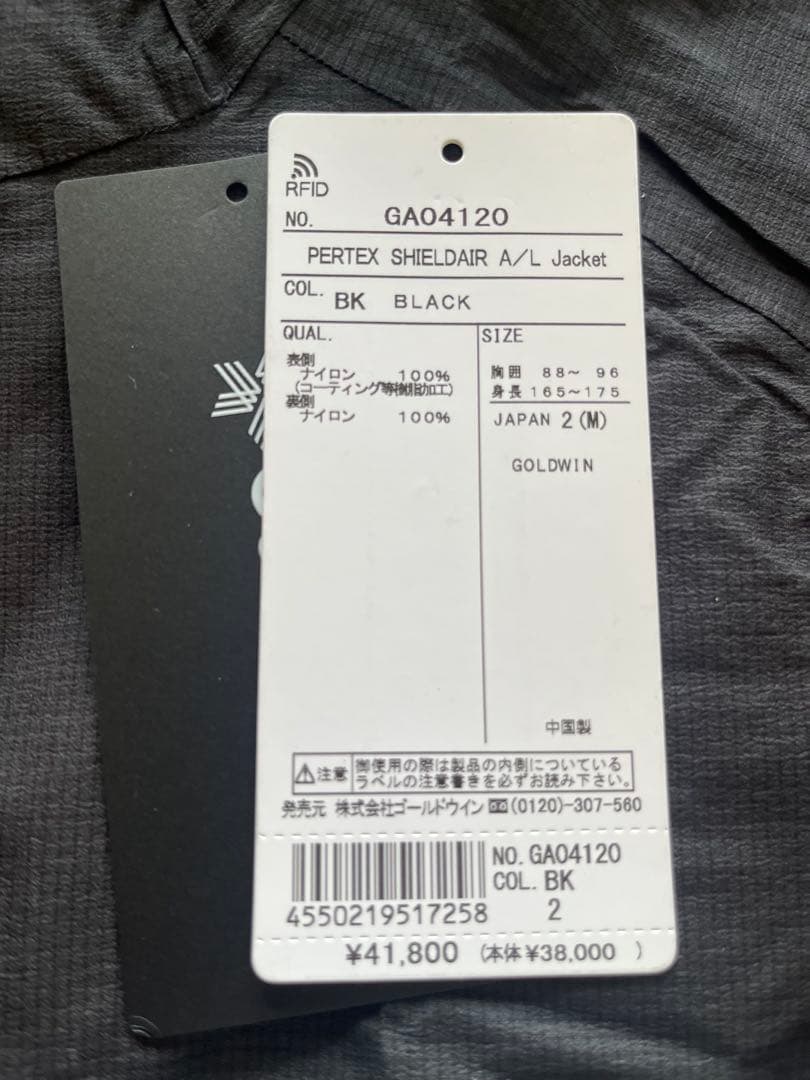 RFID
NO. GA04120
PERTEX SHIELDAIR A/L Jacket
COL. BK BLACK
QUAL.
表側
ナイロン 100%
(コーティング等樹脂加工)
裏側
ナイロン 100%
SIZE
胸囲 88~ 96
身長 165~175
JAPAN 2(M)
GOLDWIN
中国製
⚠注意 御使用の際は製品の内側についている
ラベルの注意書きを必ずお読み下さい。
発売元 株式会社ゴールドウイン (0120)-307-560
NO. GA04120
COL. BK
2
4550219517258
¥41,800 (本体¥38,000 )